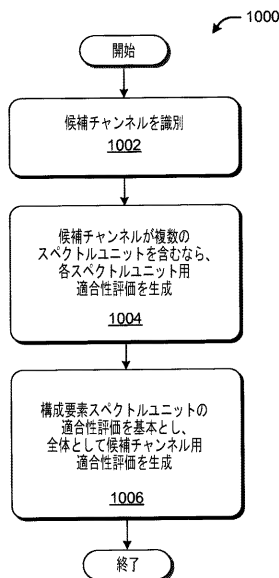 1000
開始
候補チャンネルを識別
1002
候補チャンネルが複数の
スペクトルユニットを含むなら、
各スペクトルユニット用
適合性評価を生成
1004
構成要素スペクトルユニットの
適合性評価を基本とし、
全体として候補チャンネル用
適合性評価を生成
1006
終了